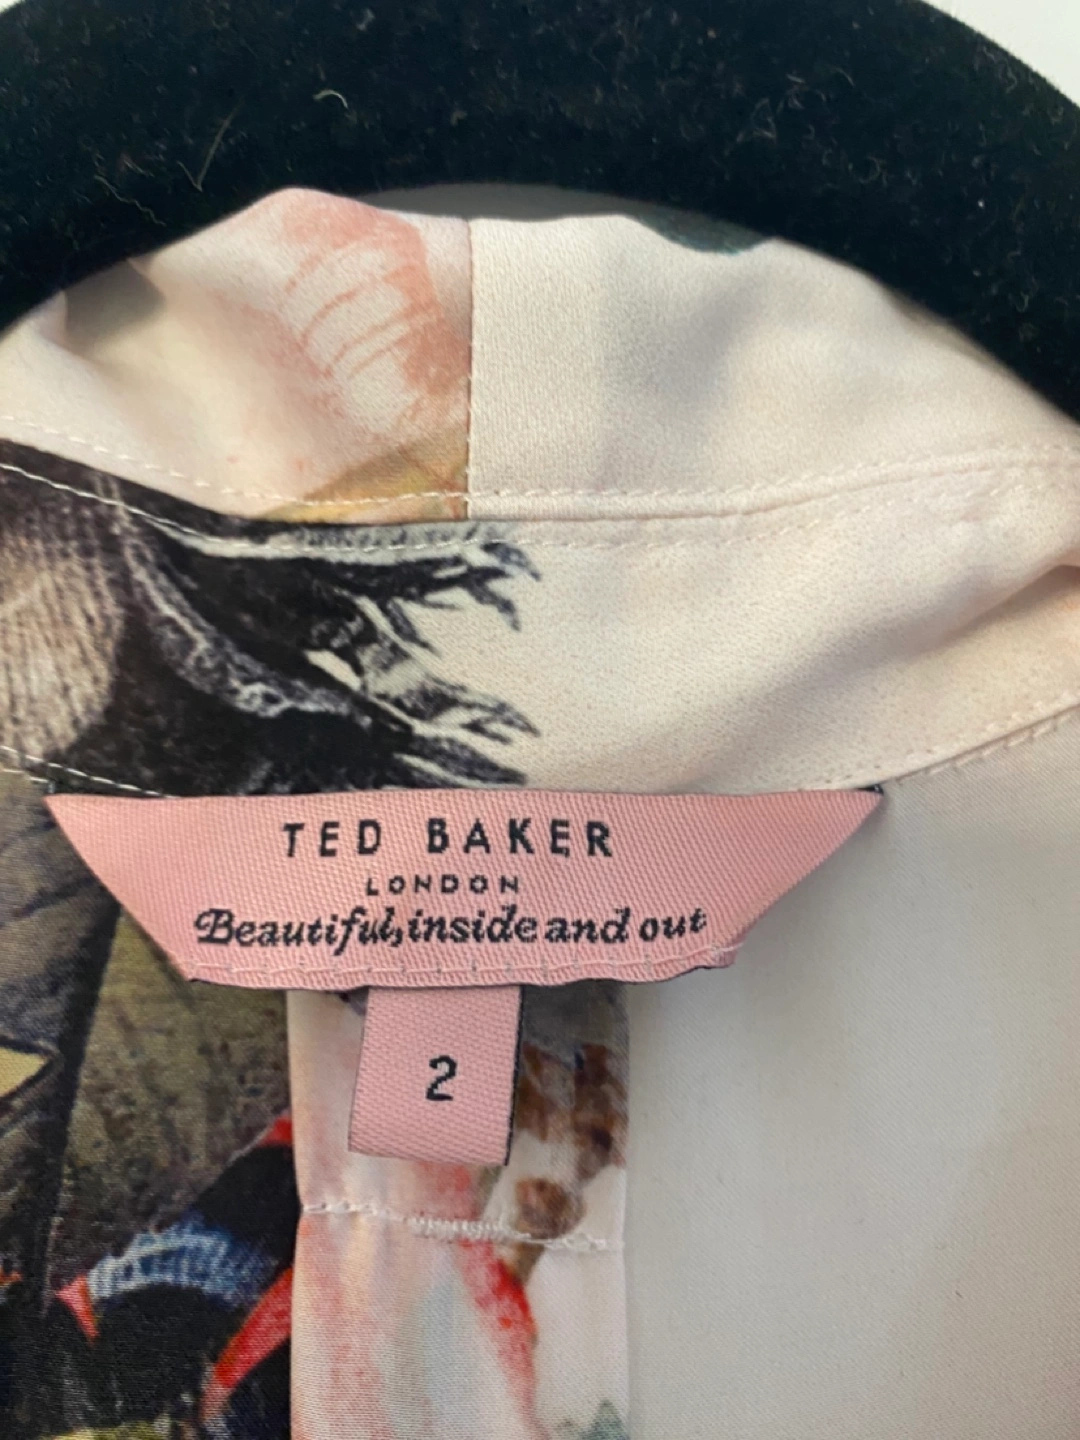 TED BAKER
LONDON
Beautiful, inside and out
2